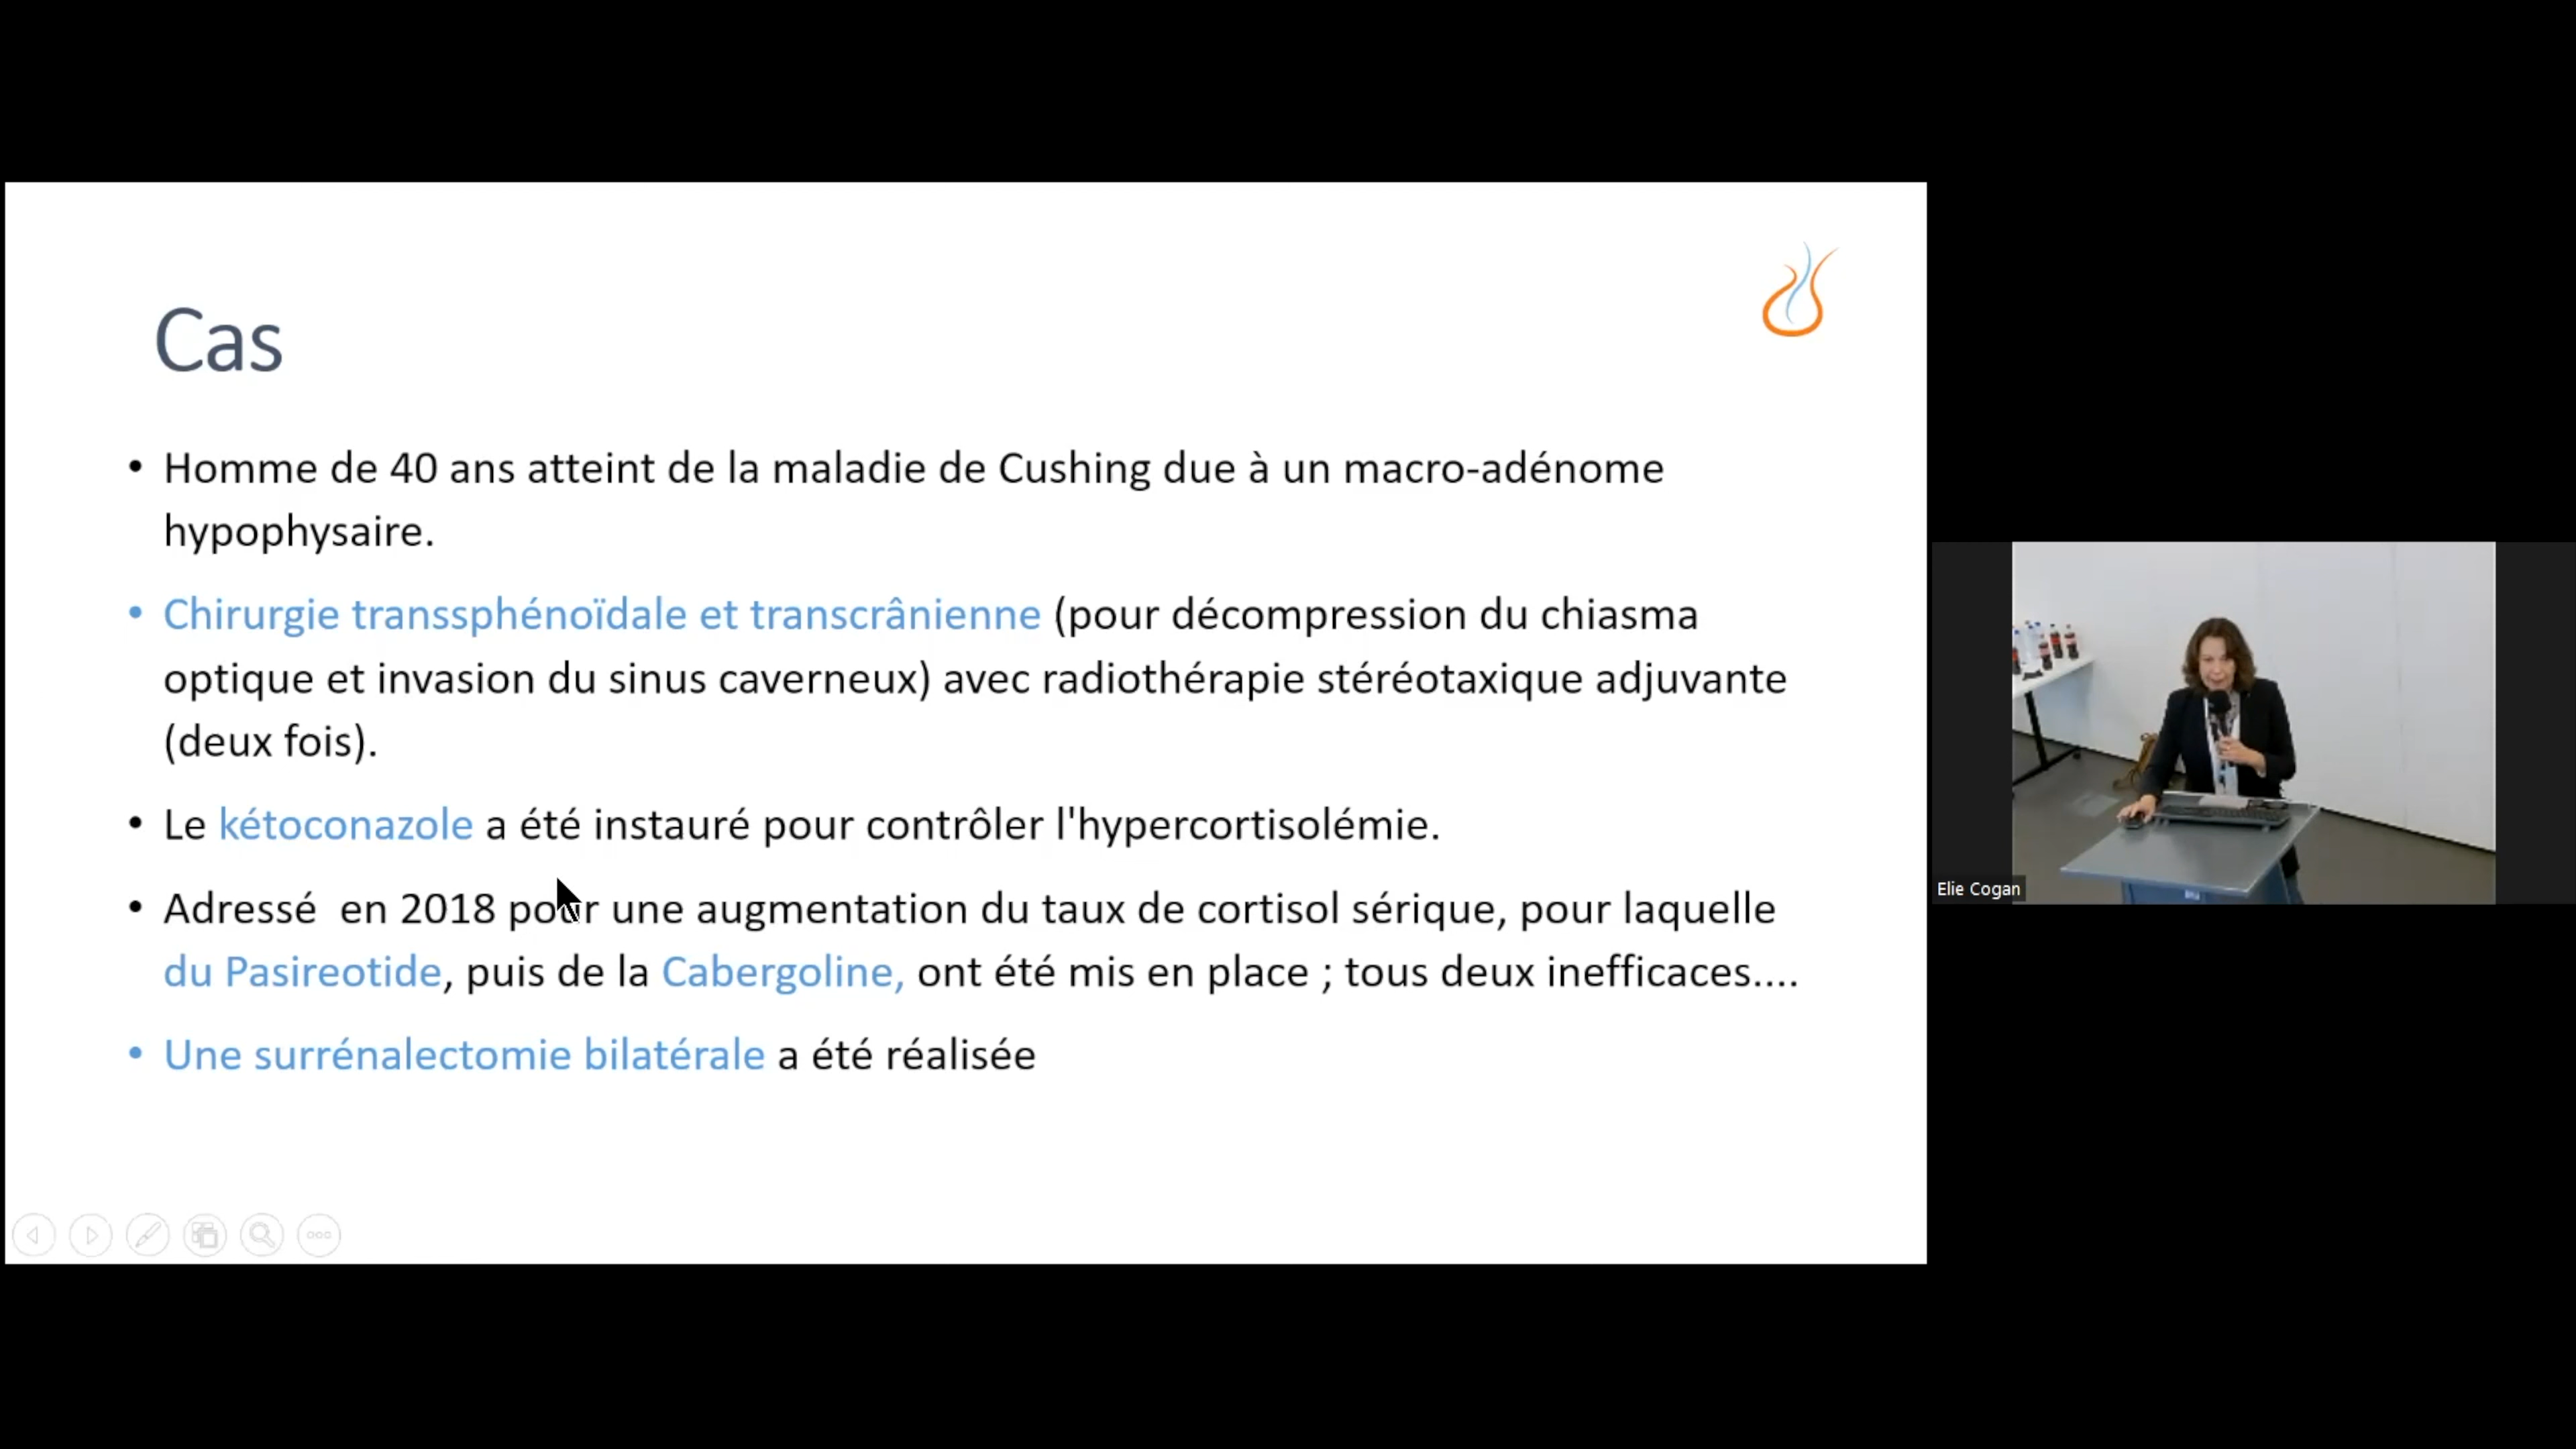 Cas
• Homme de 40 ans atteint de la maladie de Cushing due à un macro-adénome
hypophysaire.
• Chirurgie transsphénoïdale et transcrânienne (pour décompression du chiasma
optique et invasion du sinus caverneux) avec radiothérapie stéréotaxique adjuvante
(deux fois).
• Le kétoconazole a été instauré pour contrôler l'hypercortisolémie.
• Adressé  en 2018 pour une augmentation du taux de cortisol sérique, pour laquelle
du Pasireotide, puis de la Cabergoline, ont été mis en place ; tous deux inefficaces....
• Une surrénalectomie bilatérale a été réalisée
Elie Cogan